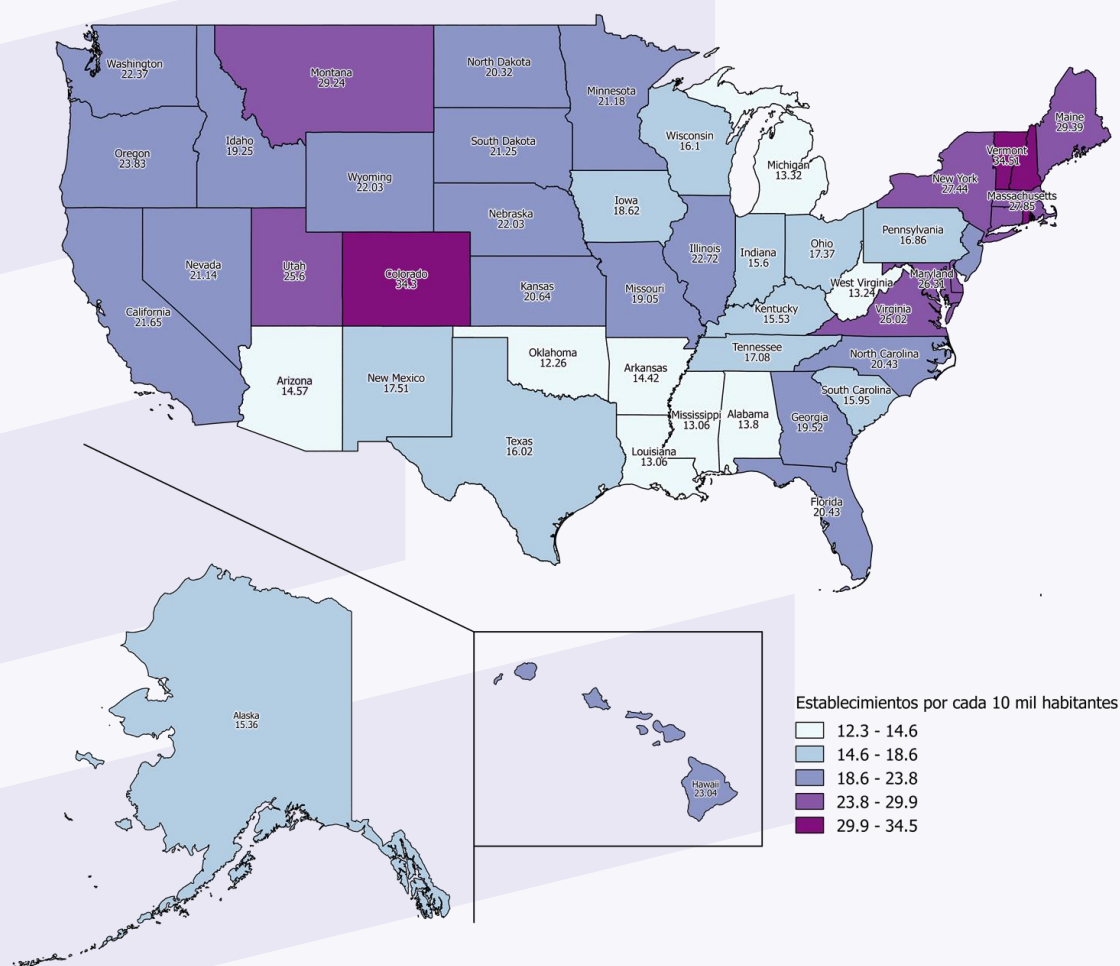 Washington
22.37
Montana
29.24
North Dakota
20.32
Minnesota
21.18
Oregon
23.83
Idaho
19.25
Wyoming
22.03
South Dakota
21.25
Wisconsin
16.1
Michigan
13.32
Maine
29.39
Vermont
34.51
New York
27.44
Massachusetts
27.85
Nebraska
22.03
Iowa
18.62
Nevada
21.14
Utah
25.6
Colorado
34.3
Kansas
20.64
Missouri
19.05
Illinois
22.72
Indiana
15.6
Ohio
17.37
Pennsylvania
16.86
West Virginia
13.24
Maryland
26.31
Virginia
26.02
Kentucky
15.53
California
21.65
Arizona
14.57
New Mexico
17.51
Oklahoma
12.26
Arkansas
14.42
Tennessee
17.08
North Carolina
20.43
South Carolina
15.95
Texas
16.02
Louisiana
13.06
Mississippi
13.06
Alabama
13.8
Georgia
19.52
Florida
20.43
Alaska
15.36
Hawaii
23.04
Establecimientos por cada 10 mil habitantes
12.3 - 14.6
14.6 - 18.6
18.6 - 23.8
23.8 - 29.9
29.9 - 34.5